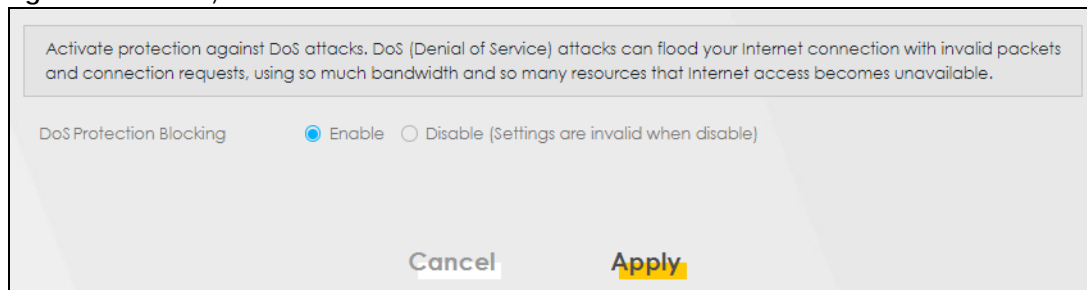 Activate protection against DoS attacks. DoS (Denial of Service) attacks can flood your Internet connection with invalid packets
and connection requests, using so much bandwidth and so many resources that Internet access becomes unavailable.
DoS Protection Blocking Enable Disable (Settings are invalid when disable)
Cancel Apply